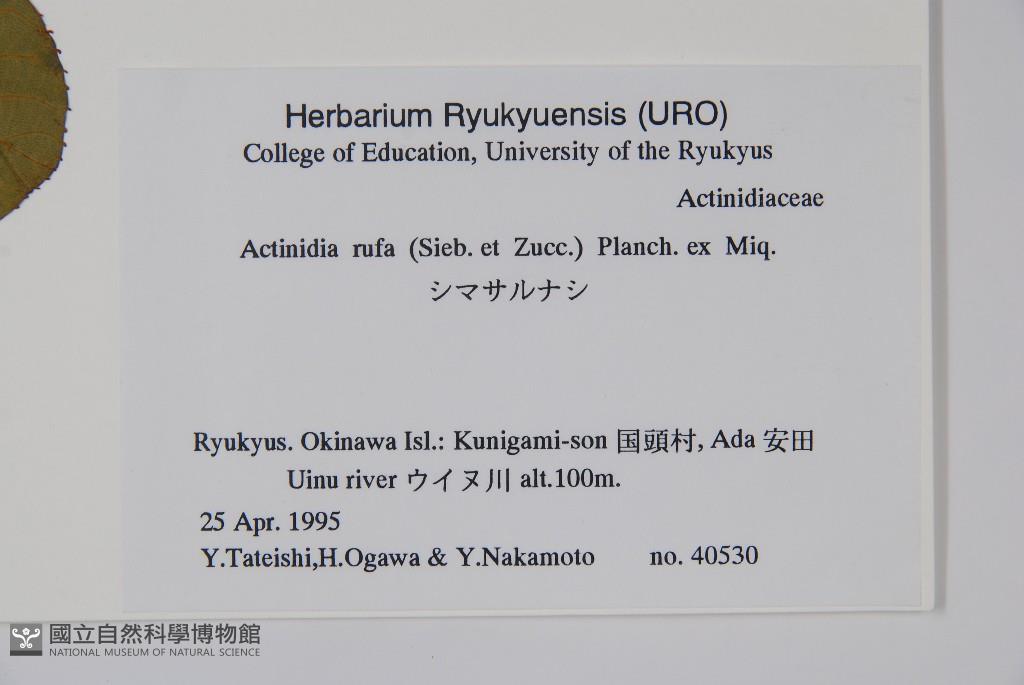 Herbarium Ryukyuensis (URO)
College of Education, University of the Ryukyus
Actinidiaceae
Actinidia rufa (Sieb. et Zucc.) Planch. ex Miq.
シマサルナシ
Ryukyus. Okinawa Isl.: Kunigami-son 国頭村, Ada 安田
Uinu river ウイヌ川 alt.100m.
25 Apr. 1995
Y.Tateishi,H.Ogawa & Y.Nakamoto no. 40530
國立自然科學博物館
NATIONAL MUSEUM OF NATURAL SCIENCE